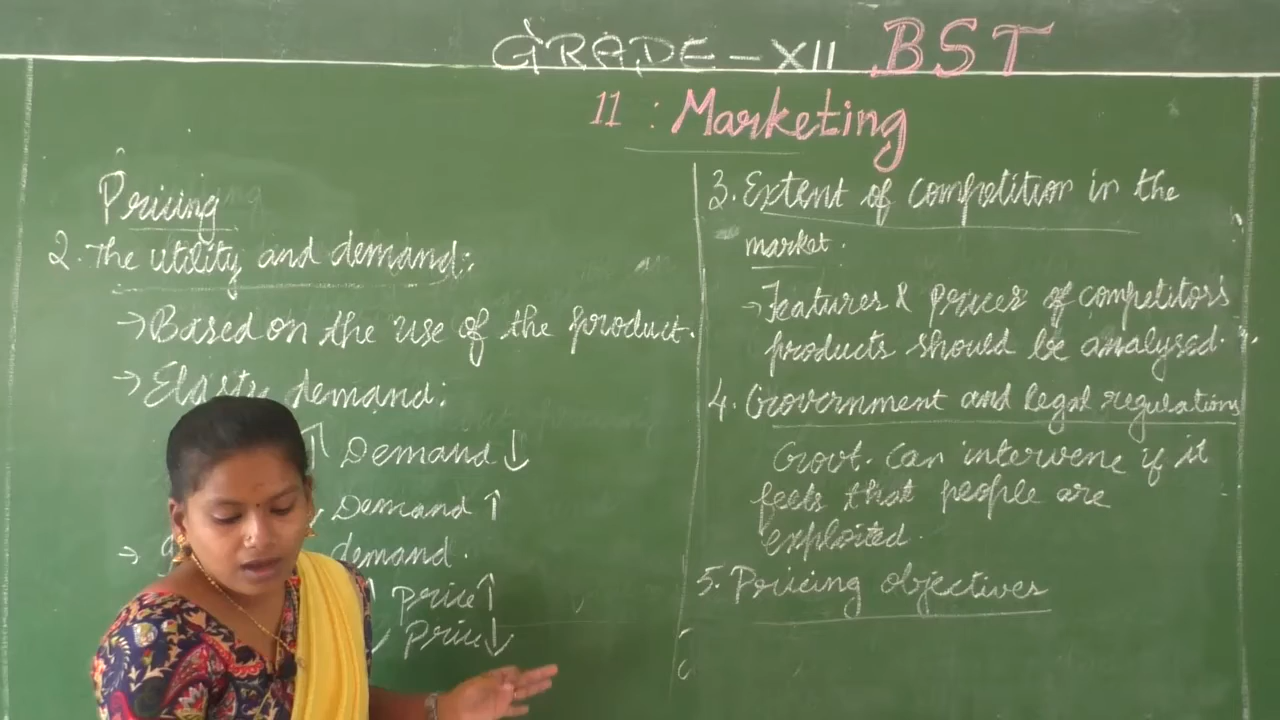 GRADE - XII BST
11 : Marketing
Pricing
2. The utility and demand:
→ Based on the use of the product.
→ Elasty demand:
↑ Demand ↓
Demand ↑
→ demand.
Price ↑
Price ↓
3. Extent of competition in the
market.
→ Features & prices of competitors
products should be analysed.
4. Government and legal regulations
Govt. can intervene if it
feels that people are
exploited.
5. Pricing objectives